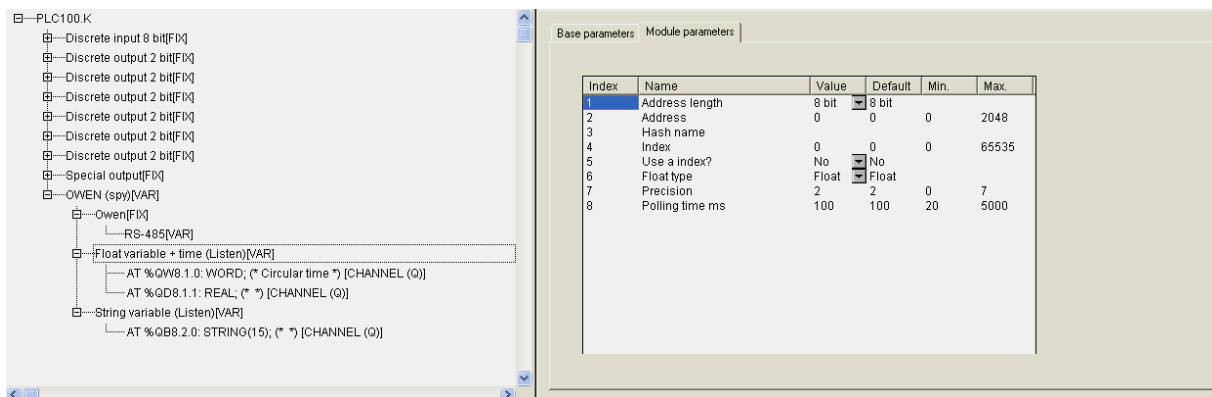 PLC100.K
Discrete input 8 bit[FIX]
Discrete output 2 bit[FIX]
Discrete output 2 bit[FIX]
Discrete output 2 bit[FIX]
Discrete output 2 bit[FIX]
Discrete output 2 bit[FIX]
Discrete output 2 bit[FIX]
Special output[FIX]
OWEN (spy)[VAR]
Owen[FIX]
RS-485[VAR]
Float variable + time (Listen)[VAR]
AT %QW8.1.0: WORD; (* Circular time *) [CHANNEL (Q)]
AT %QD8.1.1: REAL; (* *) [CHANNEL (Q)]
String variable (Listen)[VAR]
AT %QB8.2.0: STRING(15); (* *) [CHANNEL (Q)]
Base parameters Module parameters
Index Name Value Default Min. Max.
1 Address length 8 bit 8 bit
2 Address 0 0 0 2048
3 Hash name
4 Index 0 0 0 65535
5 Use a index? No No
6 Float type Float Float
7 Precision 2 2 0 7
8 Polling time ms 100 100 20 5000